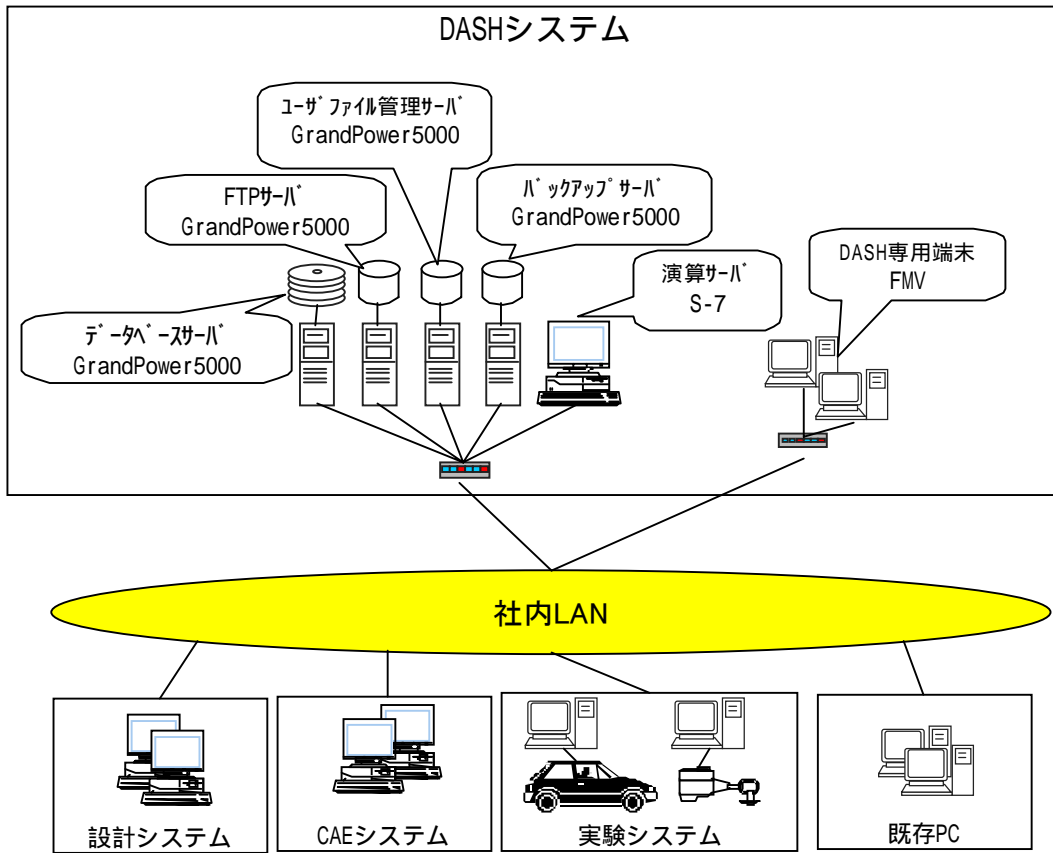 DASHシステム
ﾕｰｻﾞﾌｧｲﾙ管理ｻｰﾊﾞ
GrandPower5000
FTPｻｰﾊﾞ
GrandPower5000
ﾊﾞｯｸｱｯﾌﾟｻｰﾊﾞ
GrandPower5000
演算ｻｰﾊﾞ
S-7
DASH専用端末
FMV
ﾃﾞｰﾀﾍﾞｰｽｻｰﾊﾞ
GrandPower5000
社内LAN
設計システム
CAEシステム
実験システム
既存PC